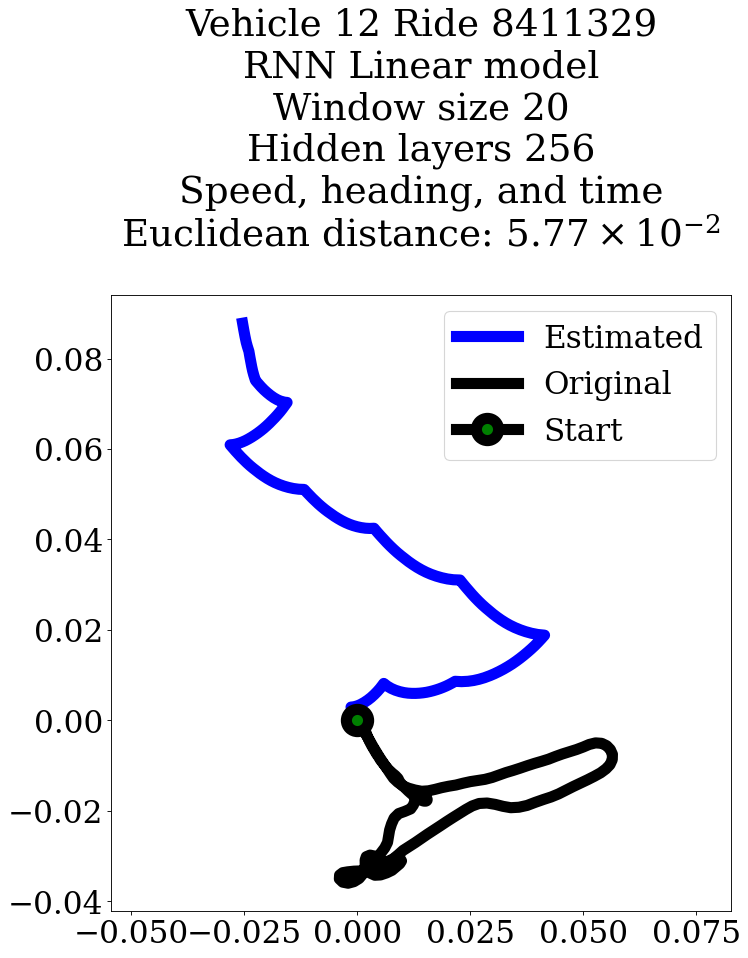 Vehicle 12 Ride 8411329
RNN Linear model
Window size 20
Hidden layers 256
Speed, heading, and time
Euclidean distance: 5.77 × 10⁻²
Estimated
Original
Start
0.08
0.06
0.04
0.02
0.00
−0.02
−0.04
−0.050
−0.025
0.000
0.025
0.050
0.075